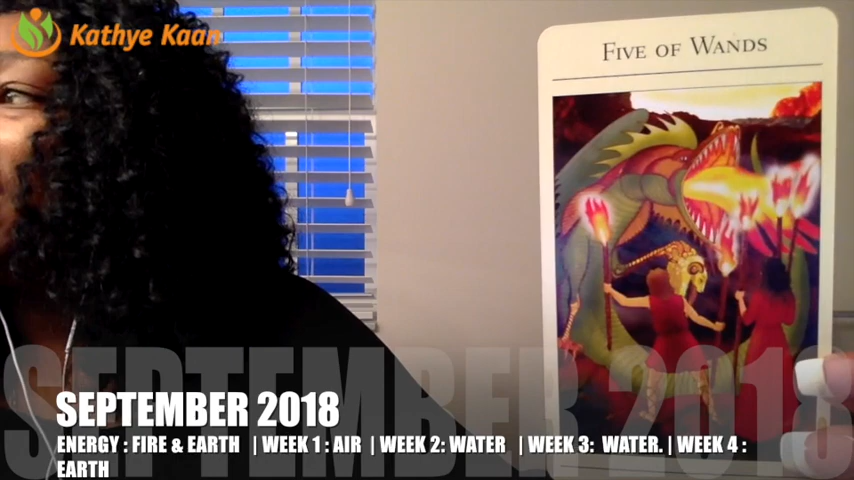 Kathye Kaan
FIVE OF WANDS
SEPTEMBER 2018
SEPTEMBER 2018
ENERGY : FIRE & EARTH | WEEK 1 : AIR | WEEK 2: WATER | WEEK 3: WATER. | WEEK 4 :
EARTH